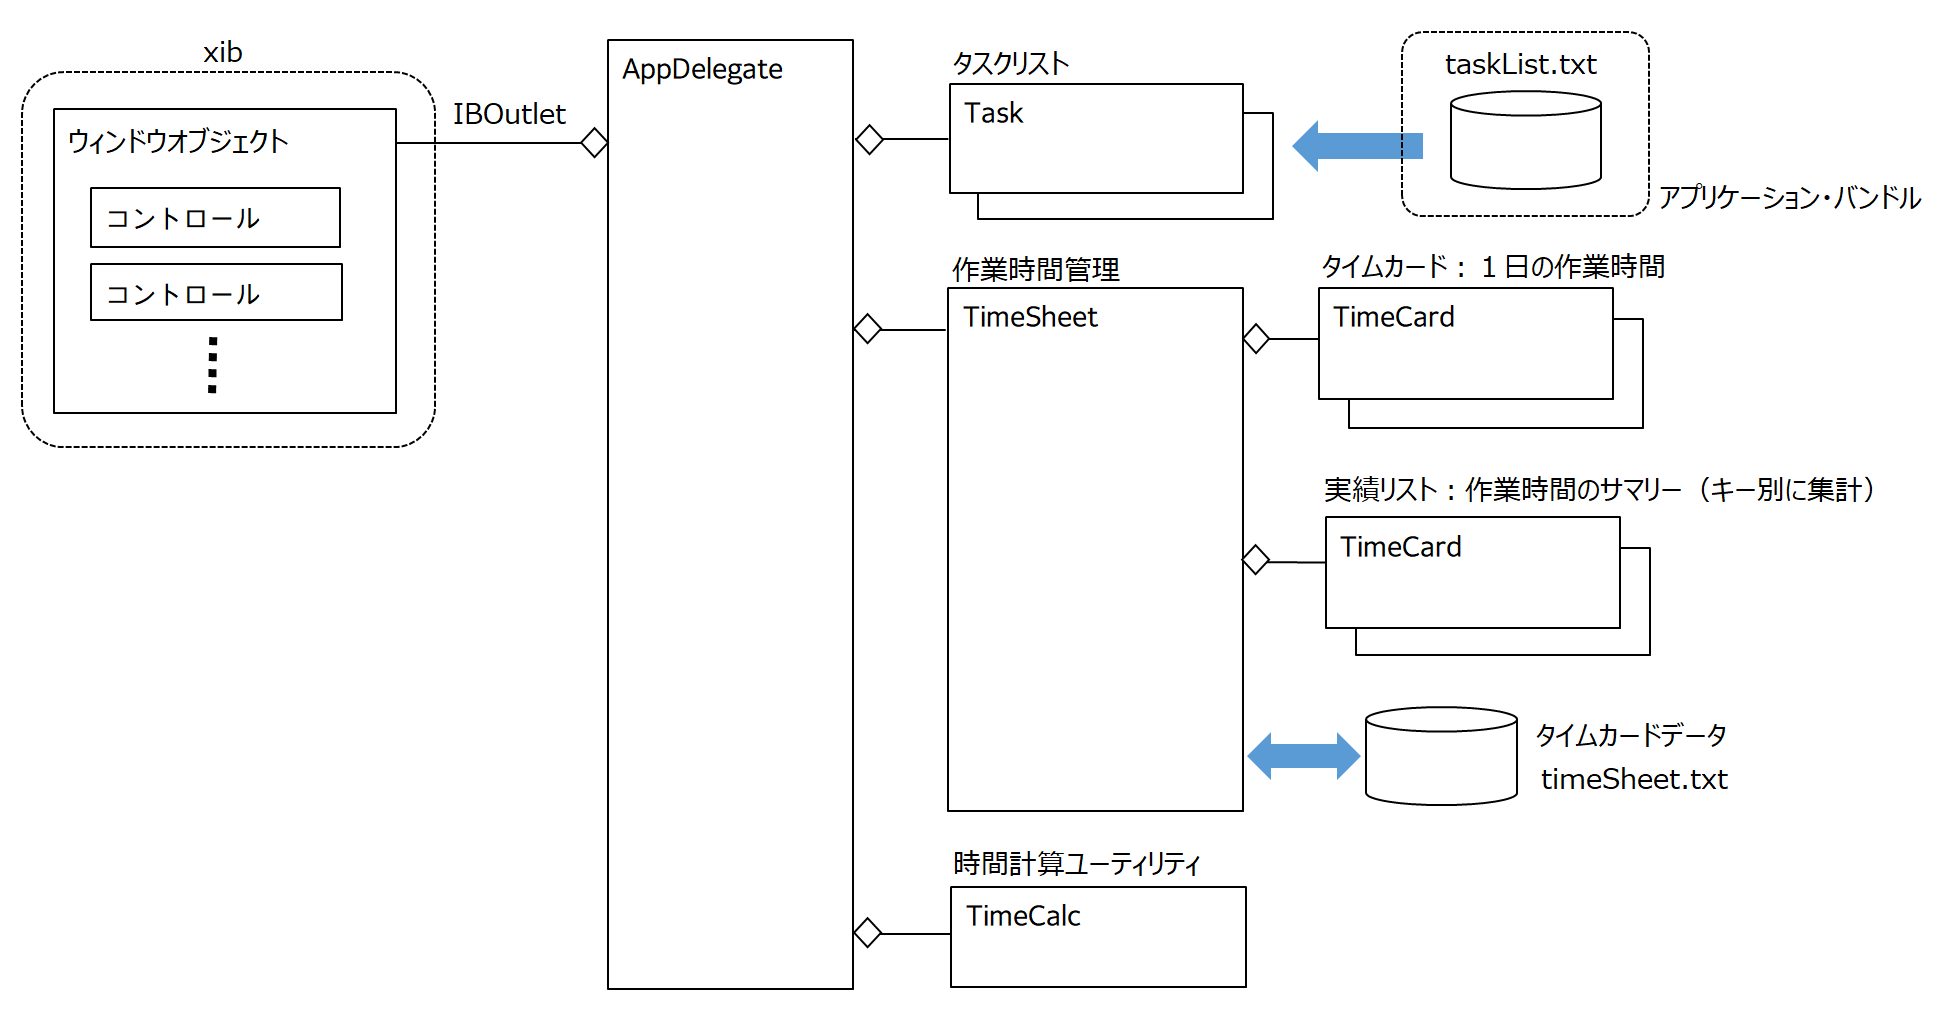 xib
ウィンドウオブジェクト
コントロール
コントロール
IBOutlet
AppDelegate
タスクリスト
Task
taskList.txt
アプリケーション・バンドル
作業時間管理
TimeSheet
タイムカード：１日の作業時間
TimeCard
実績リスト：作業時間のサマリー（キー別に集計）
TimeCard
タイムカードデータ
timeSheet.txt
時間計算ユーティリティ
TimeCalc